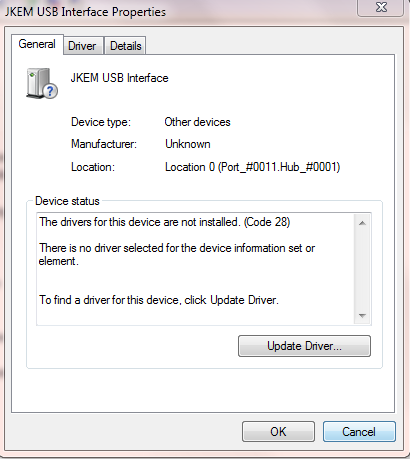 JKEM USB Interface Properties
General
Driver
Details
JKEM USB Interface
Device type: Other devices
Manufacturer: Unknown
Location: Location 0 (Port_#0011.Hub_#0001)
Device status
The drivers for this device are not installed. (Code 28)
There is no driver selected for the device information set or
element.
To find a driver for this device, click Update Driver.
Update Driver...
OK
Cancel